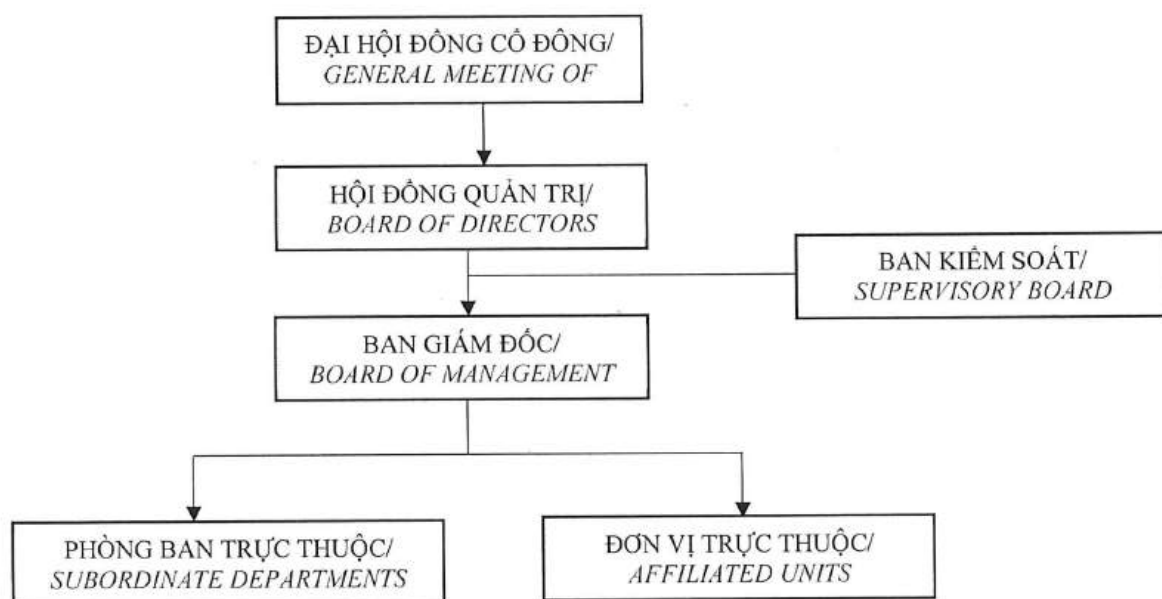 ĐẠI HỘI ĐỒNG CỔ ĐÔNG/
GENERAL MEETING OF
HỘI ĐỒNG QUẢN TRỊ/
BOARD OF DIRECTORS
BAN KIỂM SOÁT/
SUPERVISORY BOARD
BAN GIÁM ĐỐC/
BOARD OF MANAGEMENT
PHÒNG BAN TRỰC THUỘC/
SUBORDINATE DEPARTMENTS
ĐƠN VỊ TRỰC THUỘC/
AFFILIATED UNITS